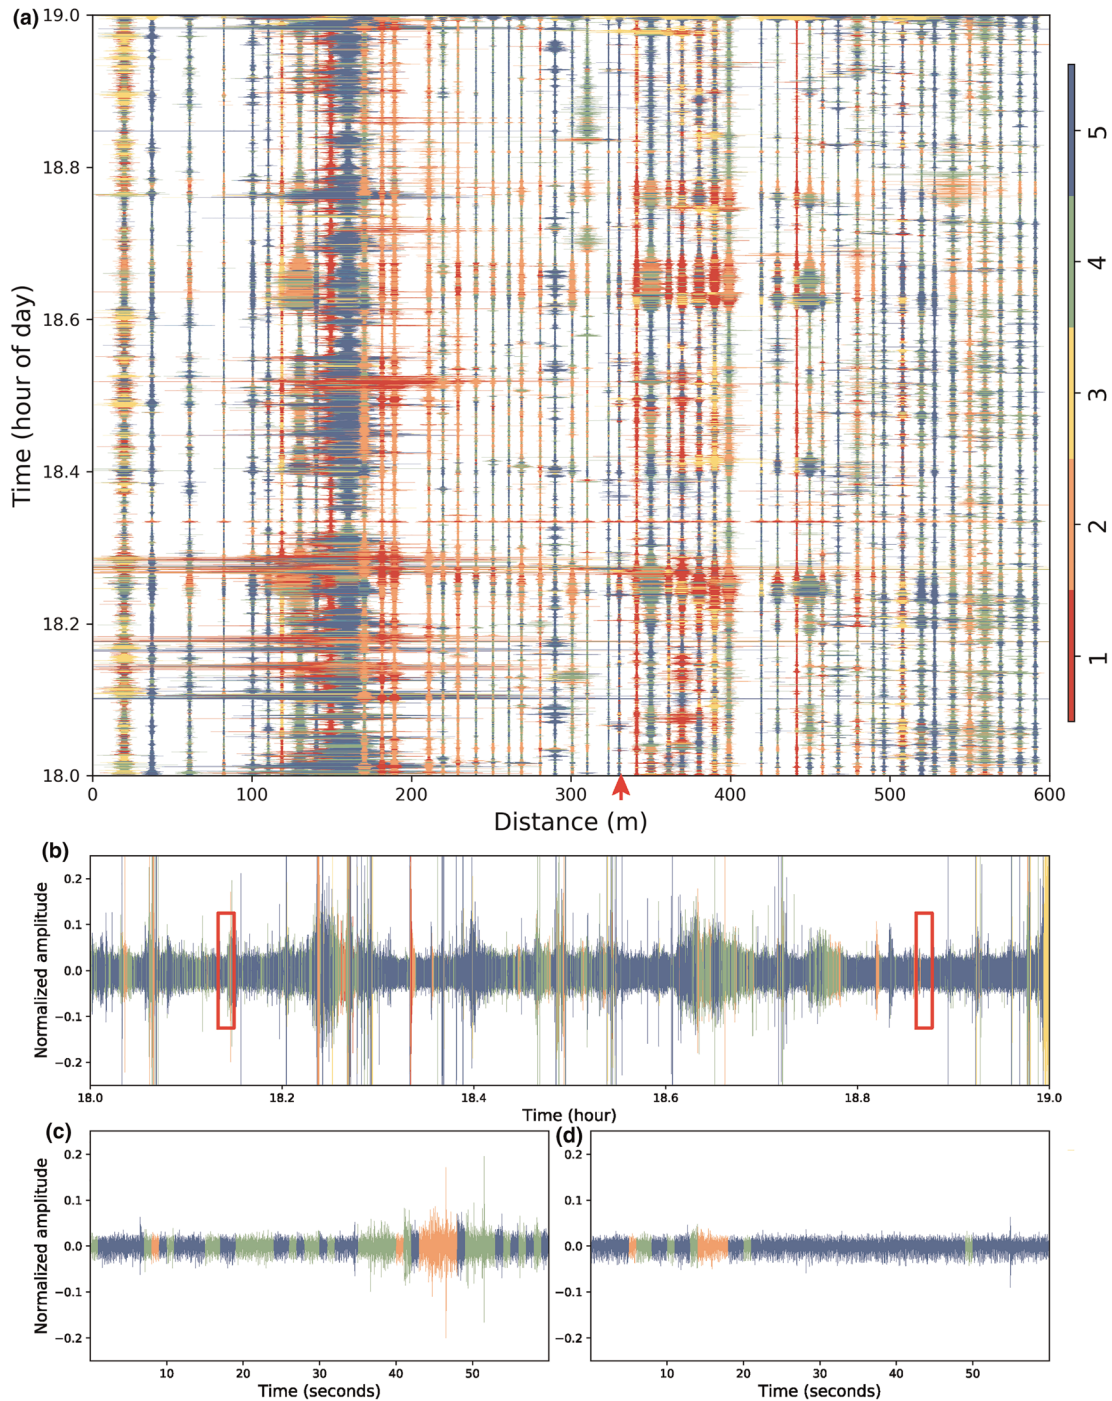 (a)
19.0
18.8
18.6
18.4
18.2
18.0
Time (hour of day)
0 100 200 300 400 500 600
Distance (m)
5
4
3
2
1
(b)
Normalized amplitude
0.2
0.1
0.0
−0.1
−0.2
18.0 18.2 18.4 18.6 18.8 19.0
Time (hour)
(c)
Normalized amplitude
0.2
0.1
0.0
−0.1
−0.2
10 20 30 40 50
Time (seconds)
(d)
0.2
0.1
0.0
−0.1
−0.2
10 20 30 40 50
Time (seconds)